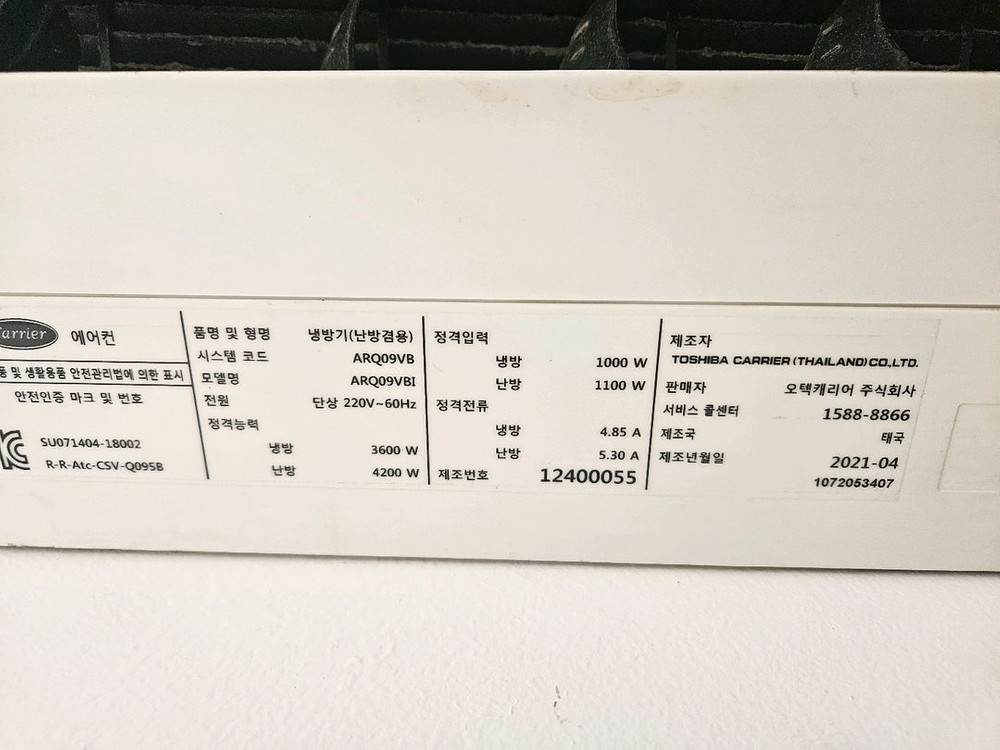 Carrier 에어컨
및 생활용품 안전관리법에 의한 표시
안전인증 마크 및 번호
SU071404-18002
R-R-Atc-CSV-Q095B
품명 및 형명 냉방기(난방겸용)
시스템 코드 ARQ09VB
모델명 ARQ09VBI
전원 단상 220V~60Hz
정격능력
냉방 3600 W
난방 4200 W
정격입력
냉방 1000 W
난방 1100 W
정격전류
냉방 4.85 A
난방 5.30 A
제조번호 12400055
제조자
TOSHIBA CARRIER (THAILAND) CO.,LTD.
판매자 오텍캐리어 주식회사
서비스 콜센터 1588-8866
제조국 태국
제조년월일 2021-04
1072053407